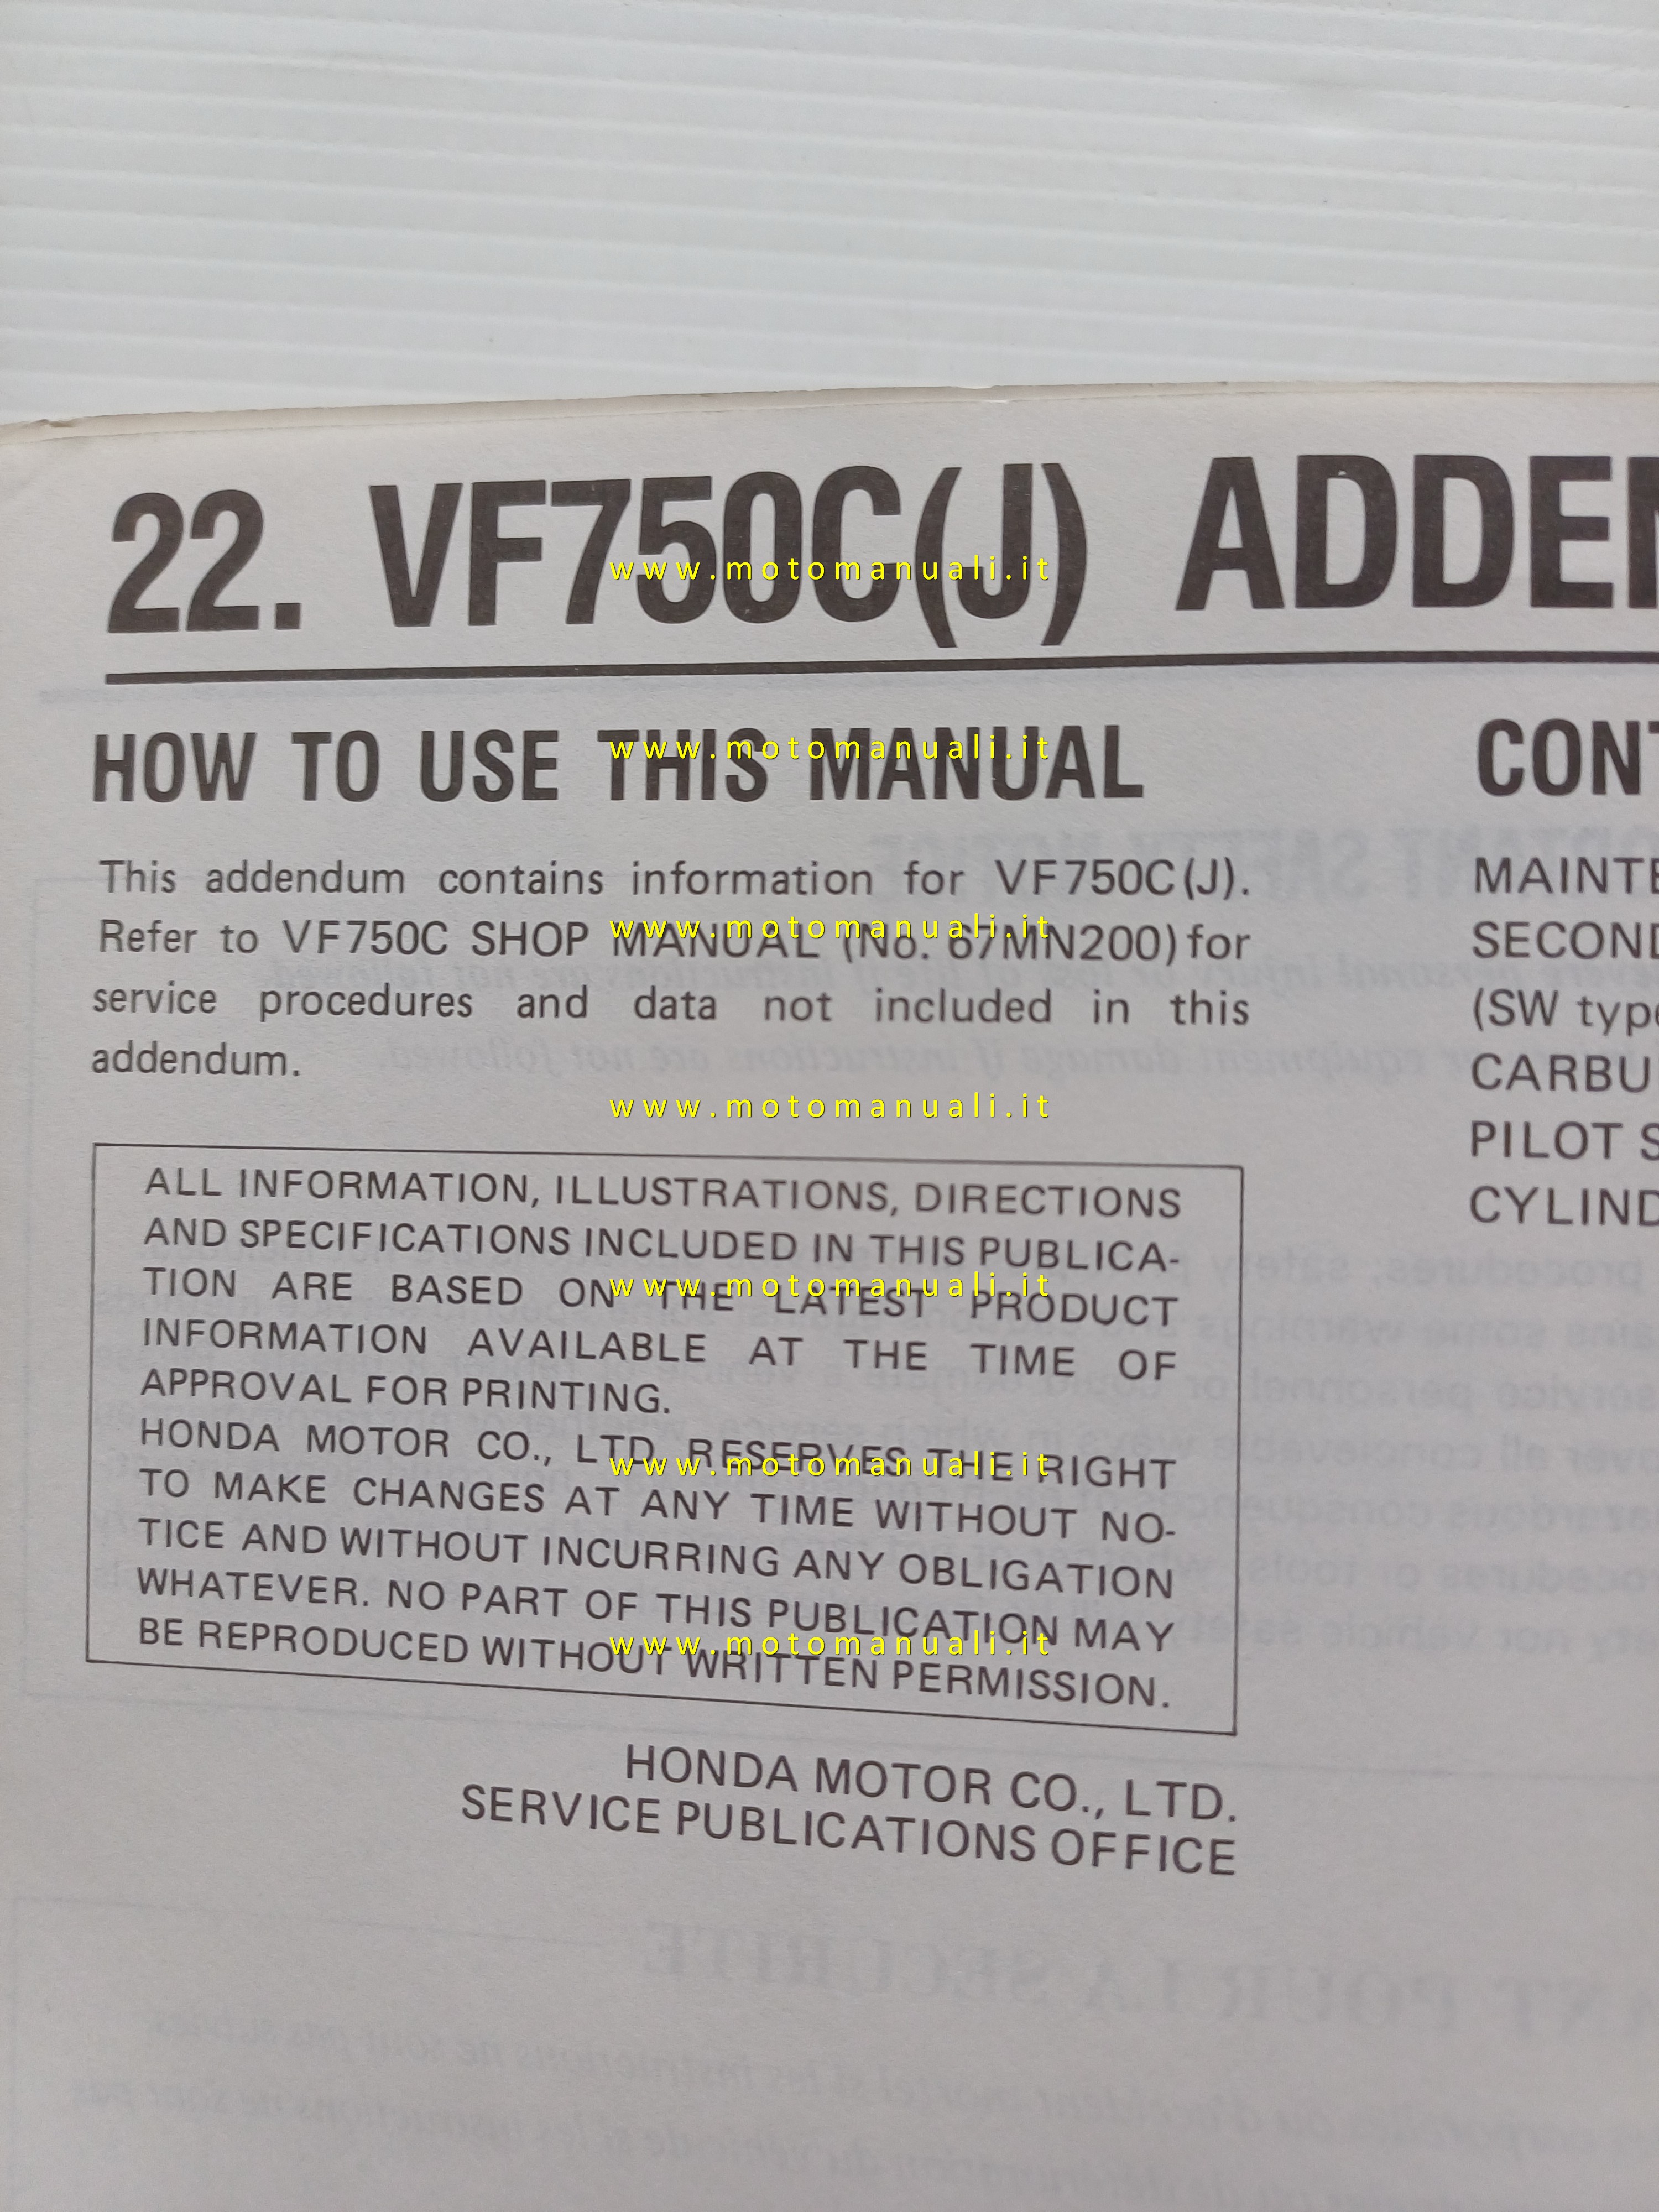 22. VF750C(J) ADDEN
HOW TO USE THIS MANUAL
This addendum contains information for VF750C(J).
Refer to VF750C SHOP MANUAL (No. 67MN200) for
service procedures and data not included in this
addendum.
ALL INFORMATION, ILLUSTRATIONS, DIRECTIONS
AND SPECIFICATIONS INCLUDED IN THIS PUBLICA-
TION ARE BASED ON THE LATEST PRODUCT
INFORMATION AVAILABLE AT THE TIME OF
APPROVAL FOR PRINTING.
HONDA MOTOR CO., LTD. RESERVES THE RIGHT
TO MAKE CHANGES AT ANY TIME WITHOUT NO-
TICE AND WITHOUT INCURRING ANY OBLIGATION
WHATEVER. NO PART OF THIS PUBLICATION MAY
BE REPRODUCED WITHOUT WRITTEN PERMISSION.
HONDA MOTOR CO., LTD.
SERVICE PUBLICATIONS OFFICE
CONT
MAINTE
SECOND
(SW type
CARBU
PILOT S
CYLIND
www.motomanuali.it
www.motomanuali.it
www.motomanuali.it
www.motomanuali.it
www.motomanuali.it
www.motomanuali.it
www.motomanuali.it